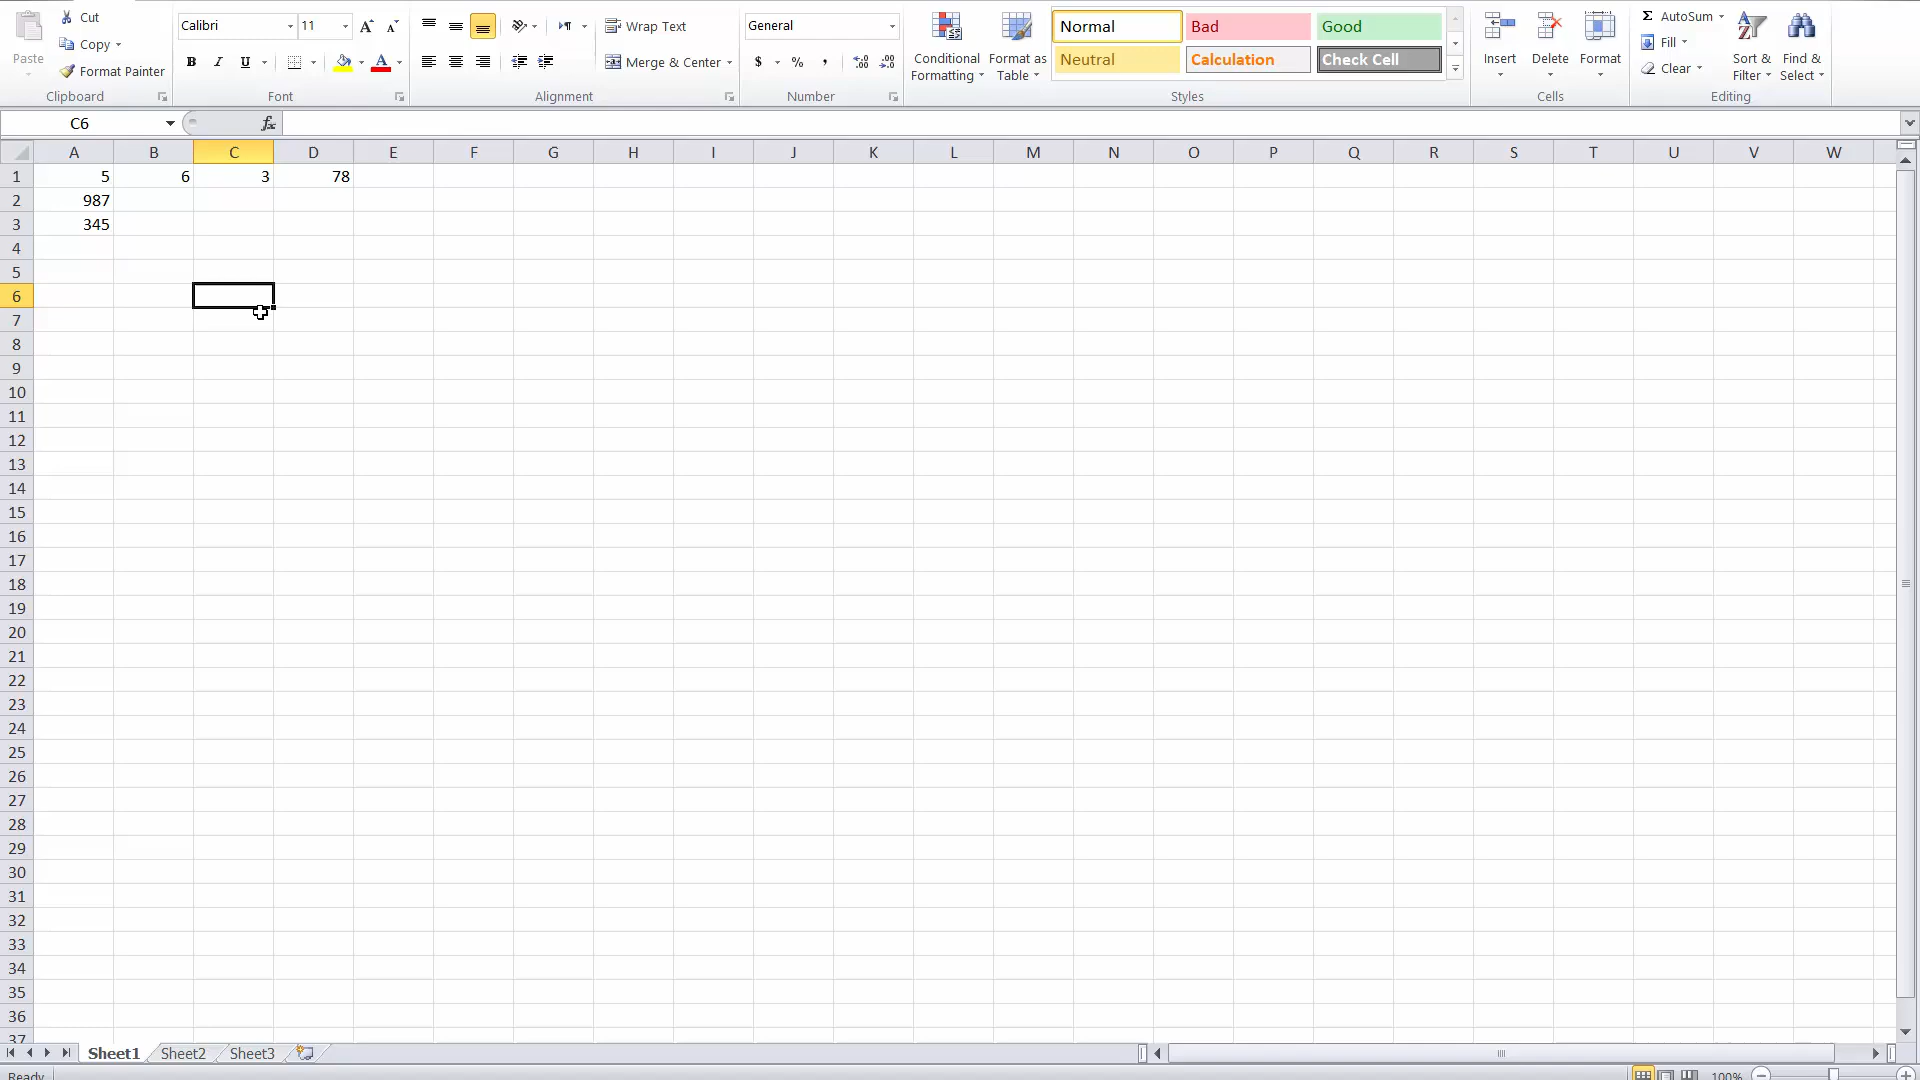 Paste
Cut
Copy
Format Painter
Clipboard
Calibri 11
B I U
Font
Wrap Text
Merge & Center
Alignment
General
$ % ,
Number
Conditional Formatting
Format as Table
Normal Bad Good
Neutral Calculation Check Cell
Styles
Insert Delete Format
Cells
Σ AutoSum
Fill
Clear
Sort & Filter
Find & Select
Editing
C6 fx
A B C D E F G H I J K L M N O P Q R S T U V W
1 5 6 3 78
2 987
3 345
4
5
6
7
8
9
10
11
12
13
14
15
16
17
18
19
20
21
22
23
24
25
26
27
28
29
30
31
32
33
34
35
36
37
Sheet1 Sheet2 Sheet3
Ready 100%